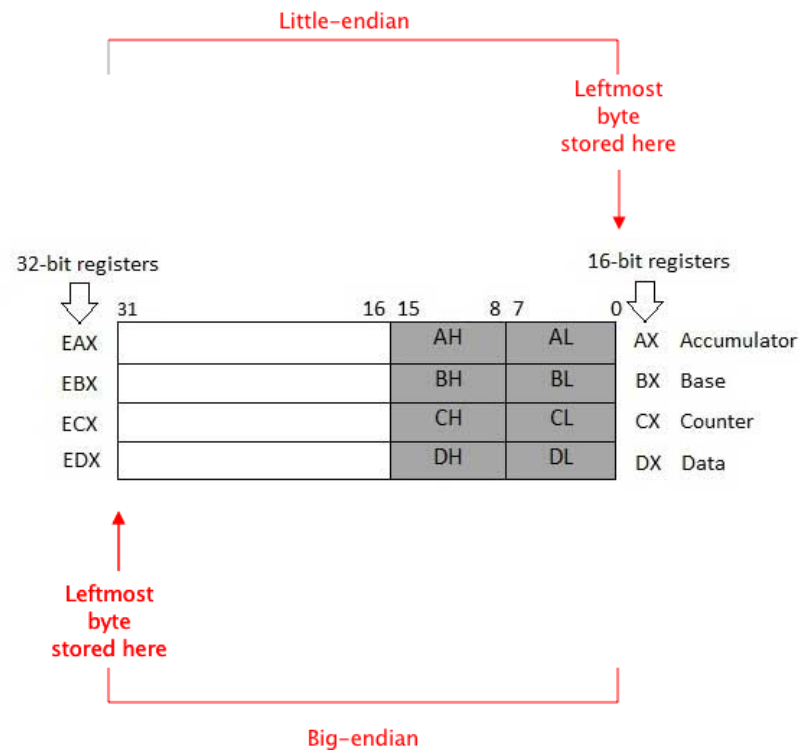 Little-endian
Leftmost
byte
stored here
32-bit registers
16-bit registers
31 16 15 8 7 0
EAX AH AL AX Accumulator
EBX BH BL BX Base
ECX CH CL CX Counter
EDX DH DL DX Data
Leftmost
byte
stored here
Big-endian